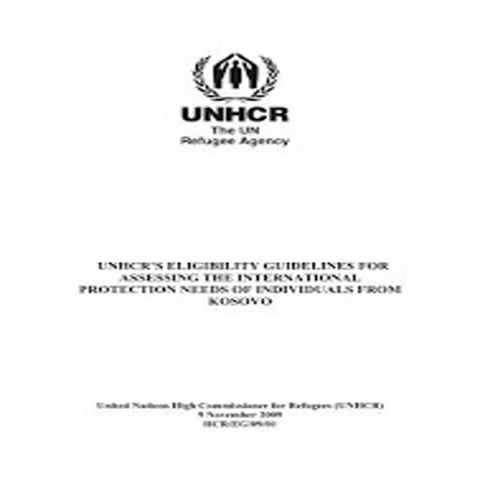 UNHCR
The UN
Refugee Agency
UNHCR'S ELIGIBILITY GUIDELINES FOR
ASSESSING THE INTERNATIONAL
PROTECTION NEEDS OF INDIVIDUALS FROM
KOSOVO
United Nations High Commissioner for Refugees (UNHCR)
9 November 2009